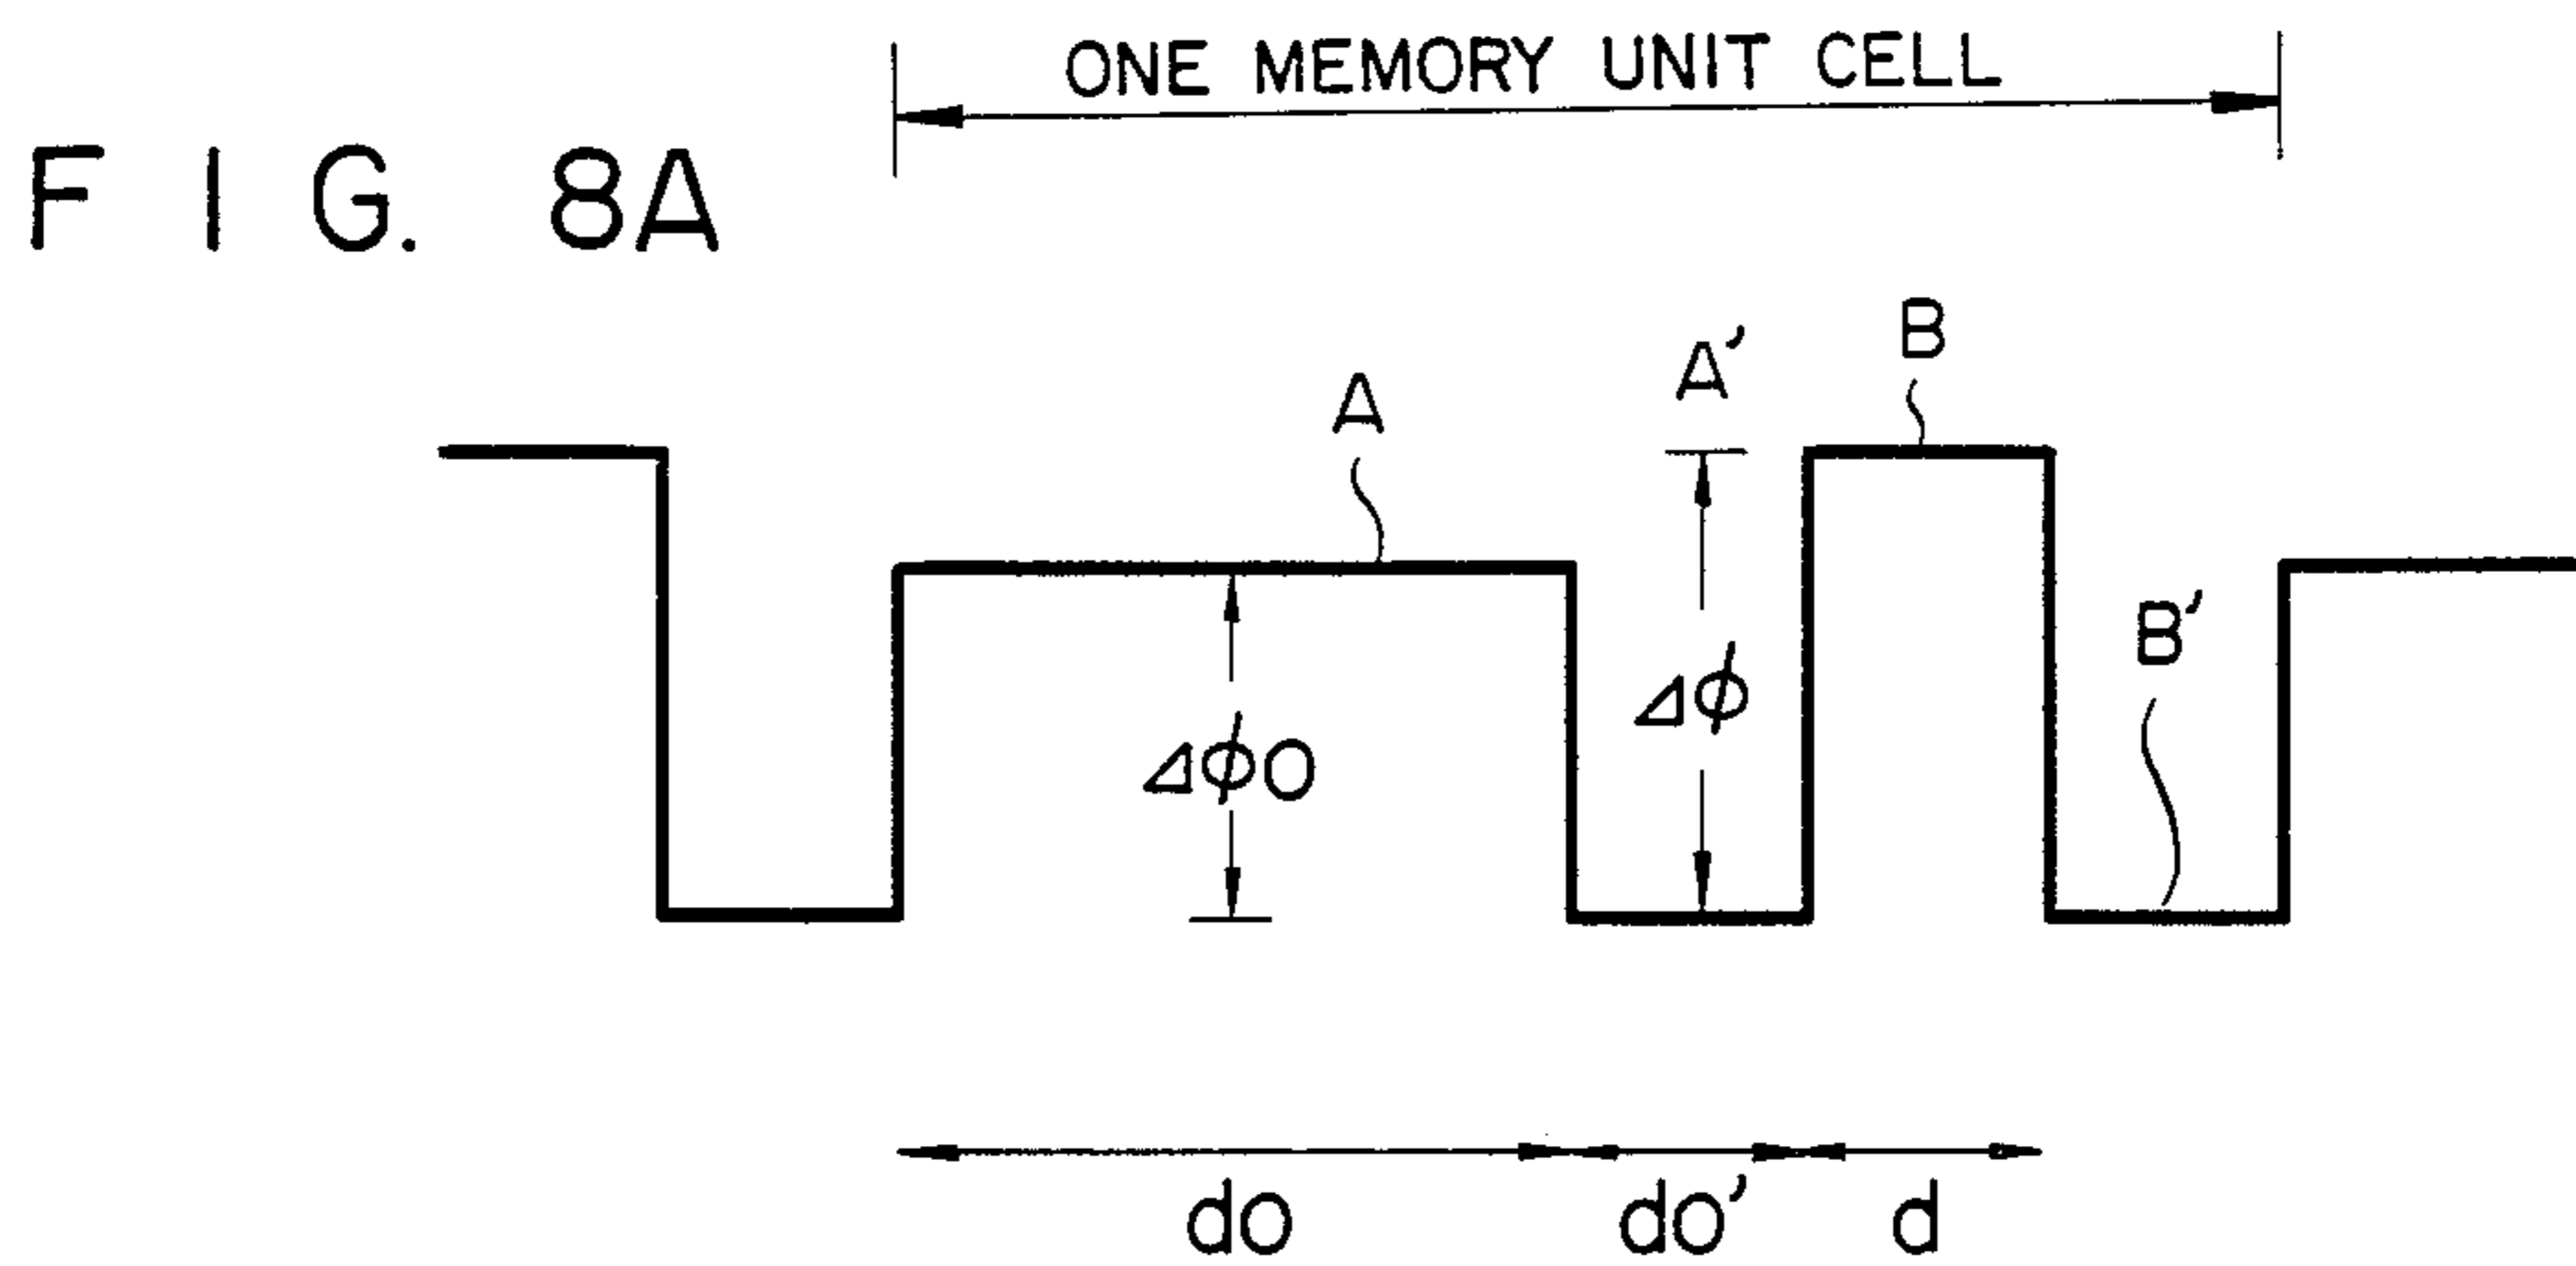 ONE MEMORY UNIT CELL
F I G. 8A
B
A'
A
B'
Δϕ
Δϕ0
do
do'
d